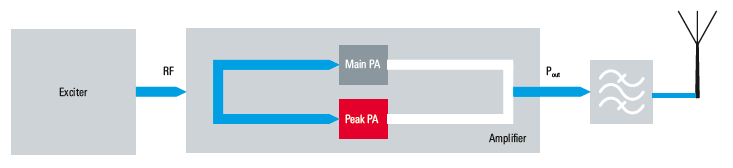 Exciter
RF
Main PA
Peak PA
Amplifier
Pout